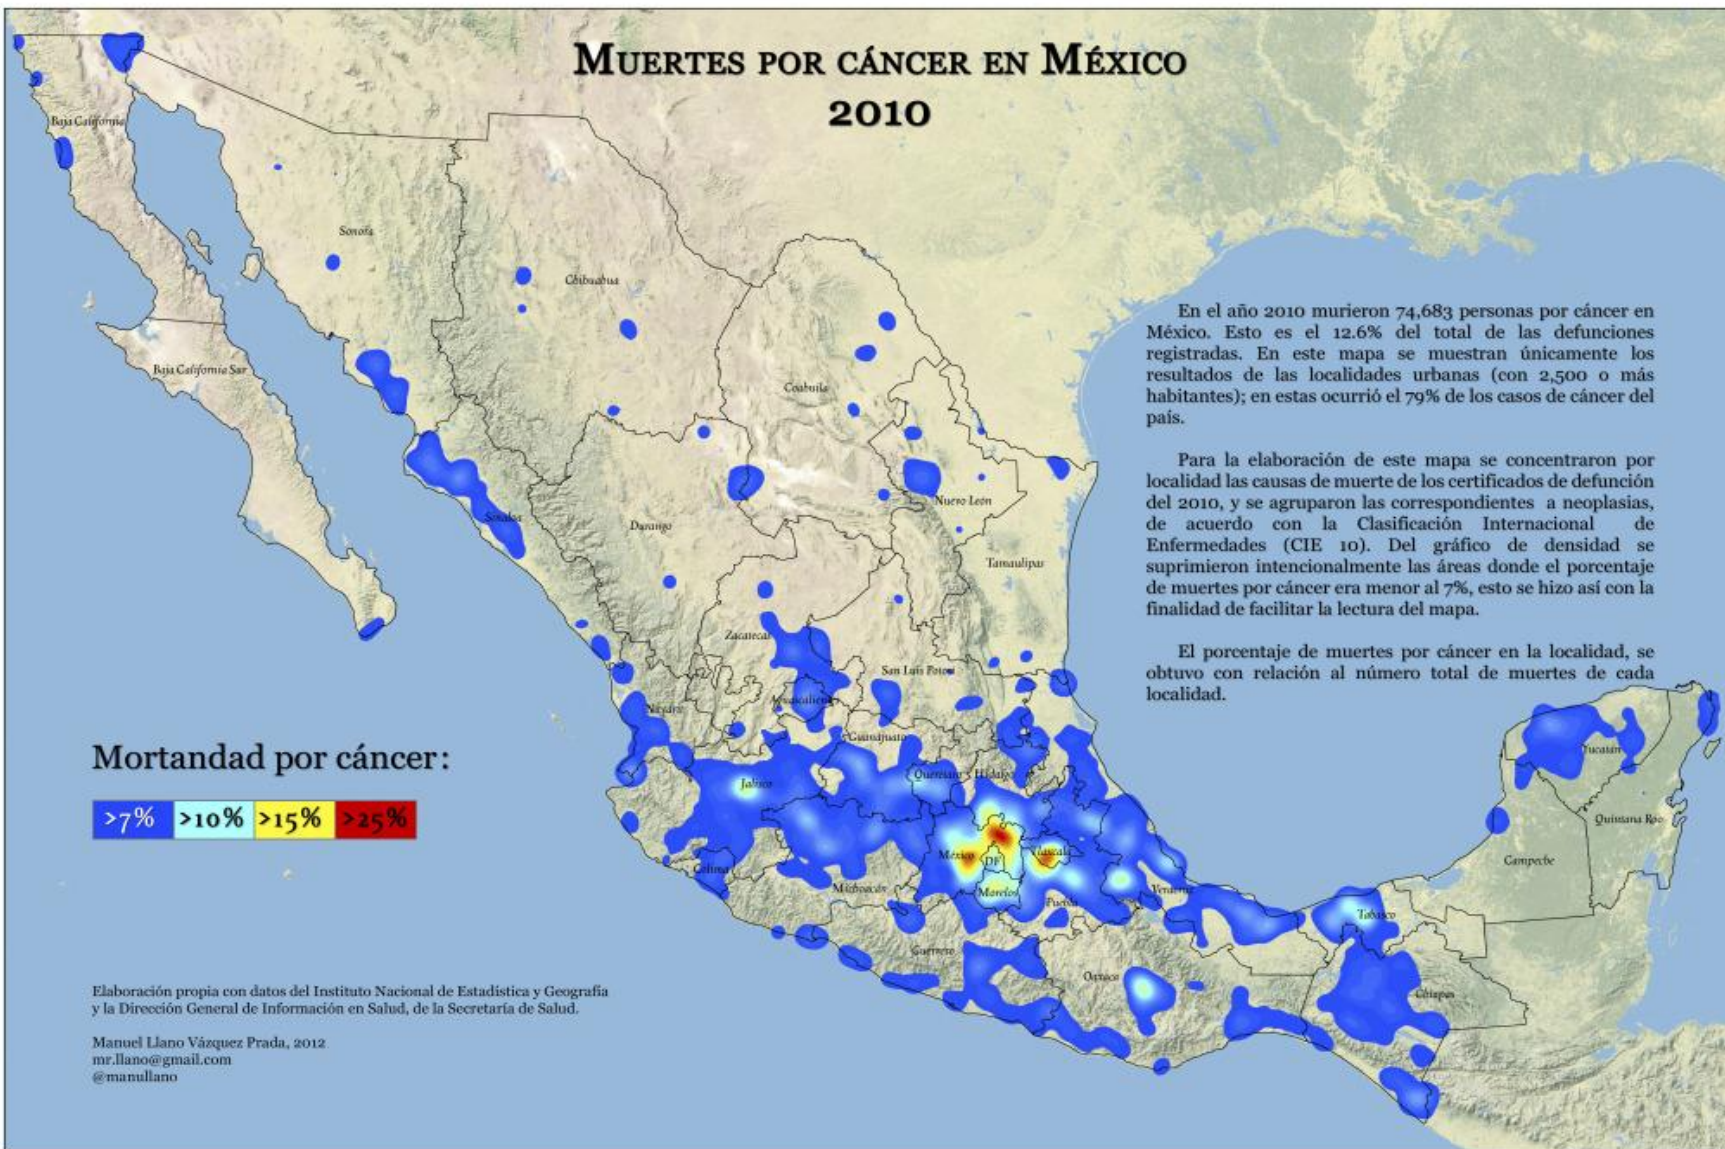 MUERTES POR CÁNCER EN MÉXICO
2010
Baja California
Sonora
Chihuahua
Baja California Sur
Coahuila
Nuevo León
Sinaloa
Durango
Tamaulipas
Zacatecas
San Luis Potosí
Aguascalientes
Nayarit
Guanajuato
Jalisco
Querétaro
Hidalgo
México
DF
Tlaxcala
Colima
Michoacán
Morelos
Puebla
Veracruz
Guerrero
Oaxaca
Tabasco
Chiapas
Campeche
Yucatán
Quintana Roo
En el año 2010 murieron 74,683 personas por cáncer en
México. Esto es el 12.6% del total de las defunciones
registradas. En este mapa se muestran únicamente los
resultados de las localidades urbanas (con 2,500 o más
habitantes); en estas ocurrió el 79% de los casos de cáncer del
país.
Para la elaboración de este mapa se concentraron por
localidad las causas de muerte de los certificados de defunción
del 2010, y se agruparon las correspondientes a neoplasias,
de acuerdo con la Clasificación Internacional de
Enfermedades (CIE 10). Del gráfico de densidad se
suprimieron intencionalmente las áreas donde el porcentaje
de muertes por cáncer era menor al 7%, esto se hizo así con la
finalidad de facilitar la lectura del mapa.
El porcentaje de muertes por cáncer en la localidad, se
obtuvo con relación al número total de muertes de cada
localidad.
Mortandad por cáncer:
>7% >10% >15% >25%
Elaboración propia con datos del Instituto Nacional de Estadística y Geografía
y la Dirección General de Información en Salud, de la Secretaría de Salud.
Manuel Llano Vázquez Prada, 2012
mr.llano@gmail.com
@manullano